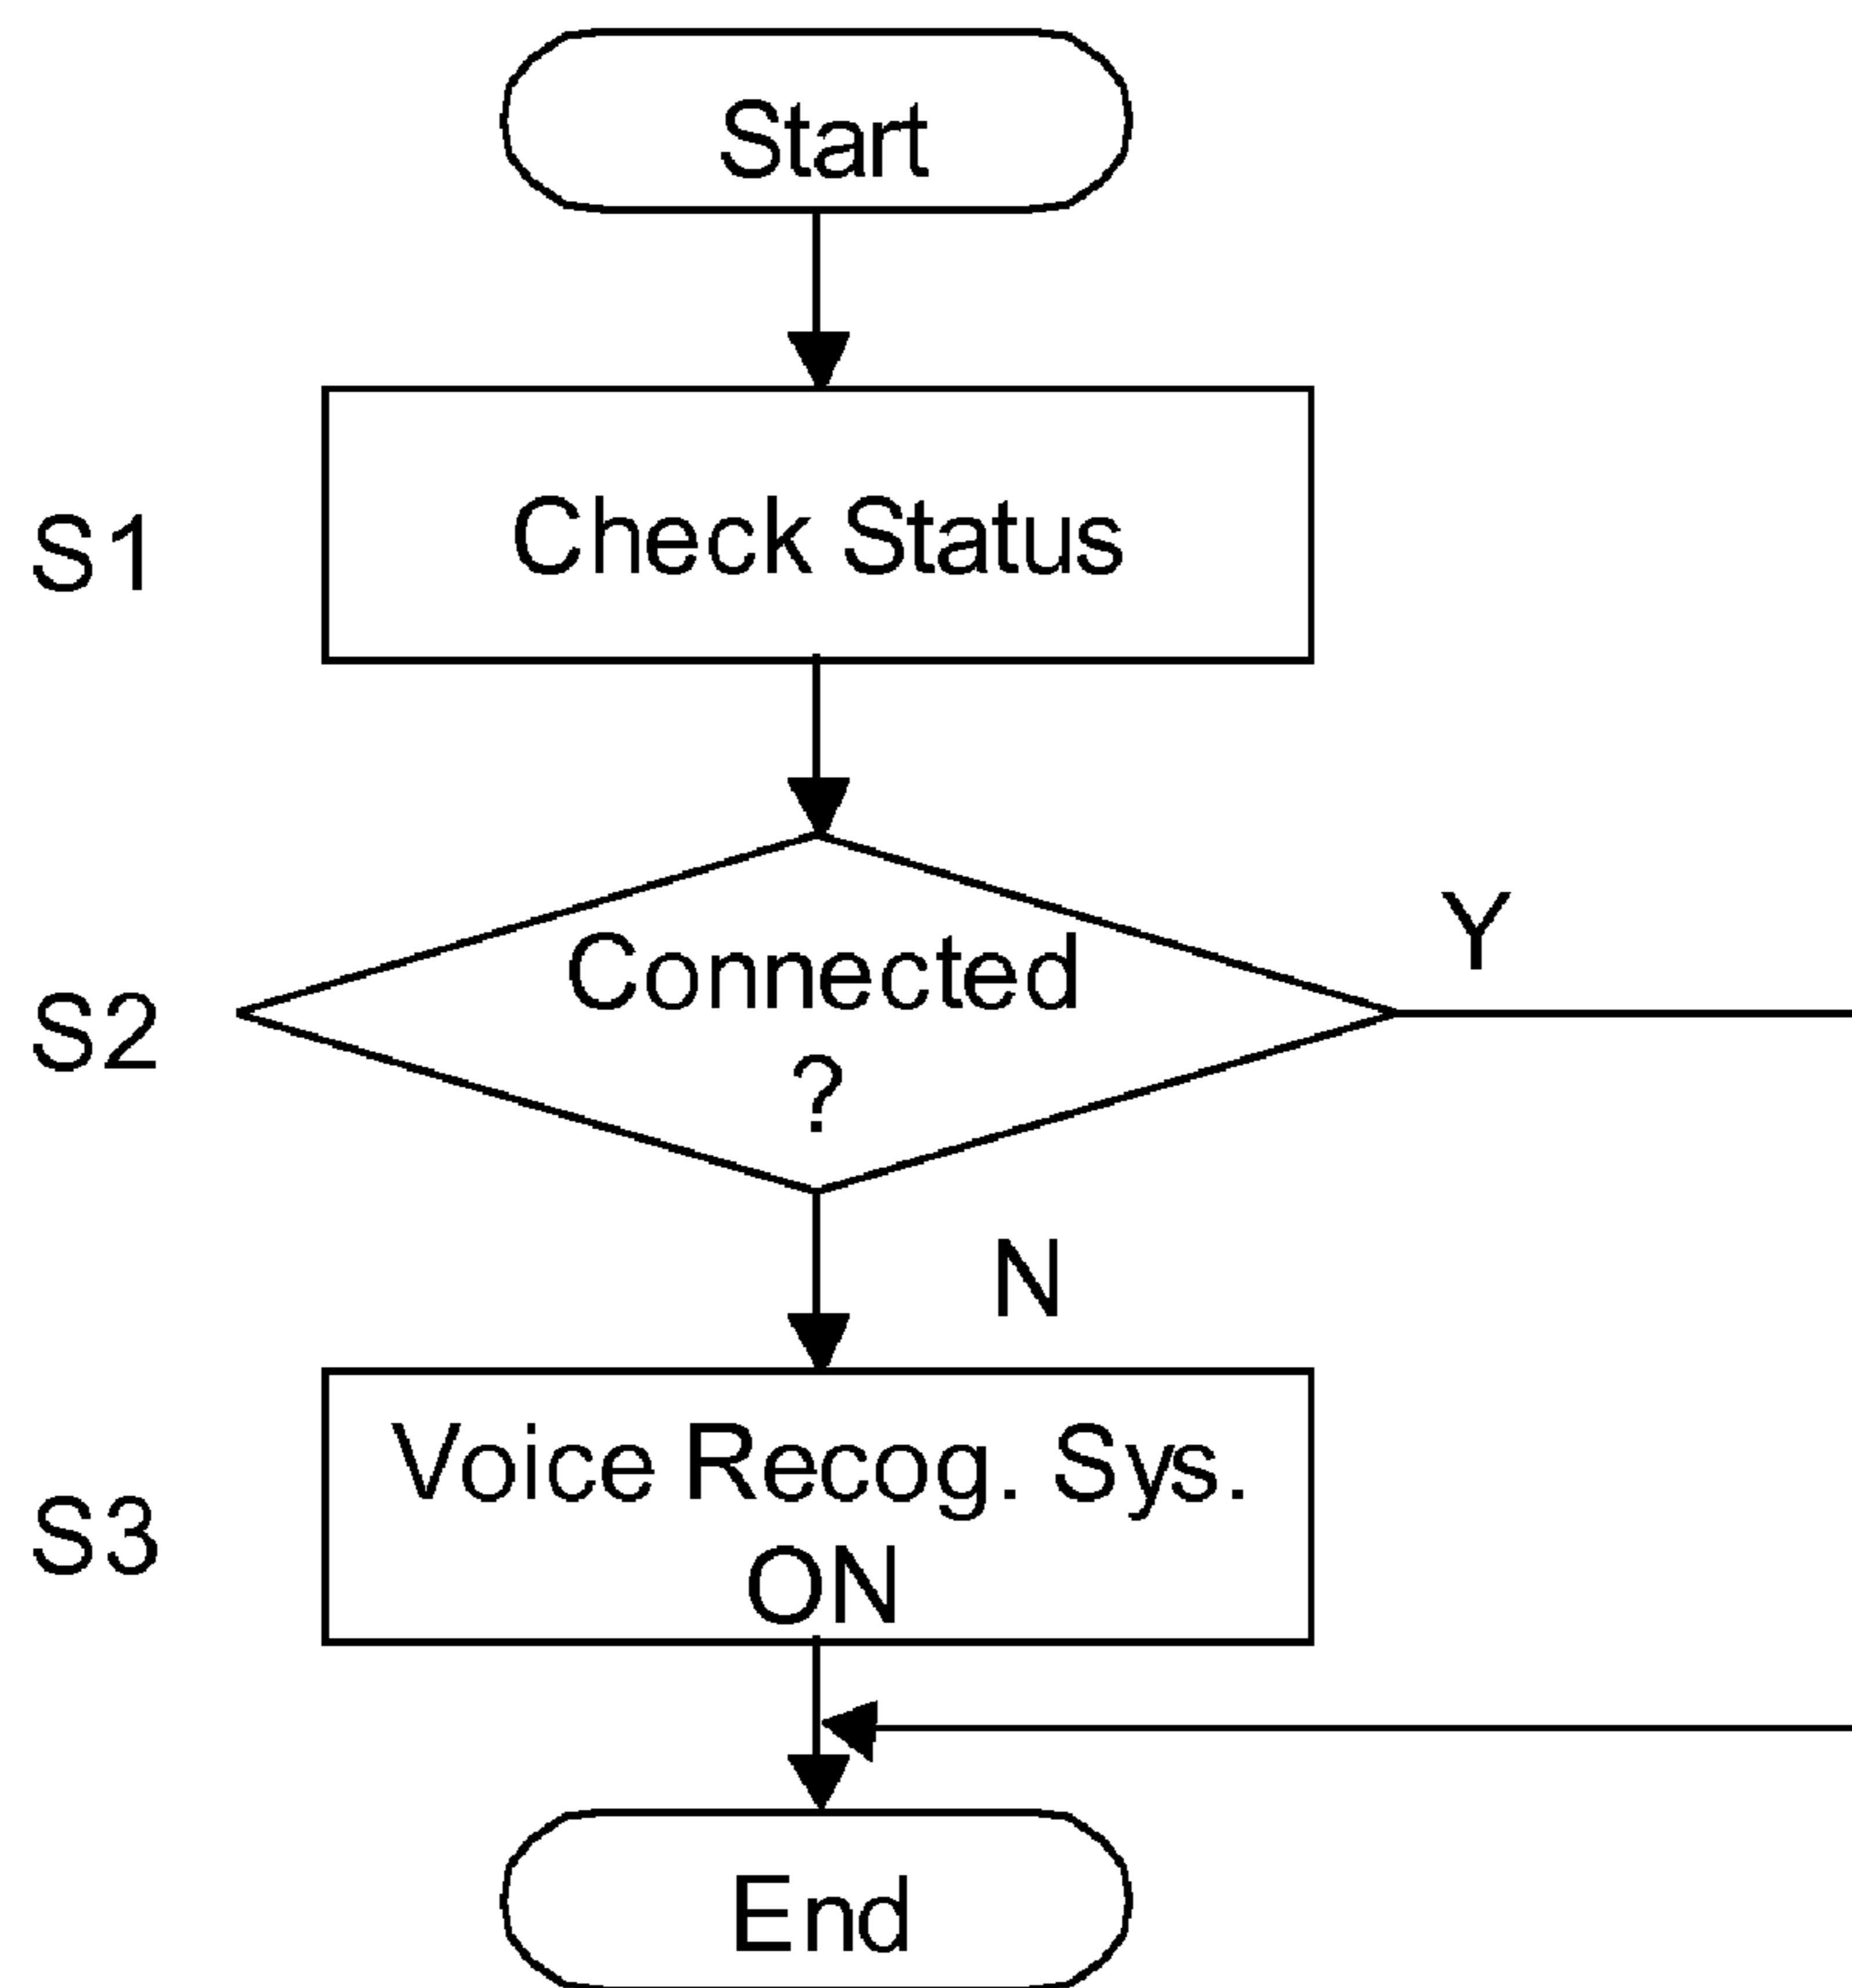 Start
S1
Check Status
S2
Connected
?
Y
N
S3
Voice Recog. Sys.
ON
End